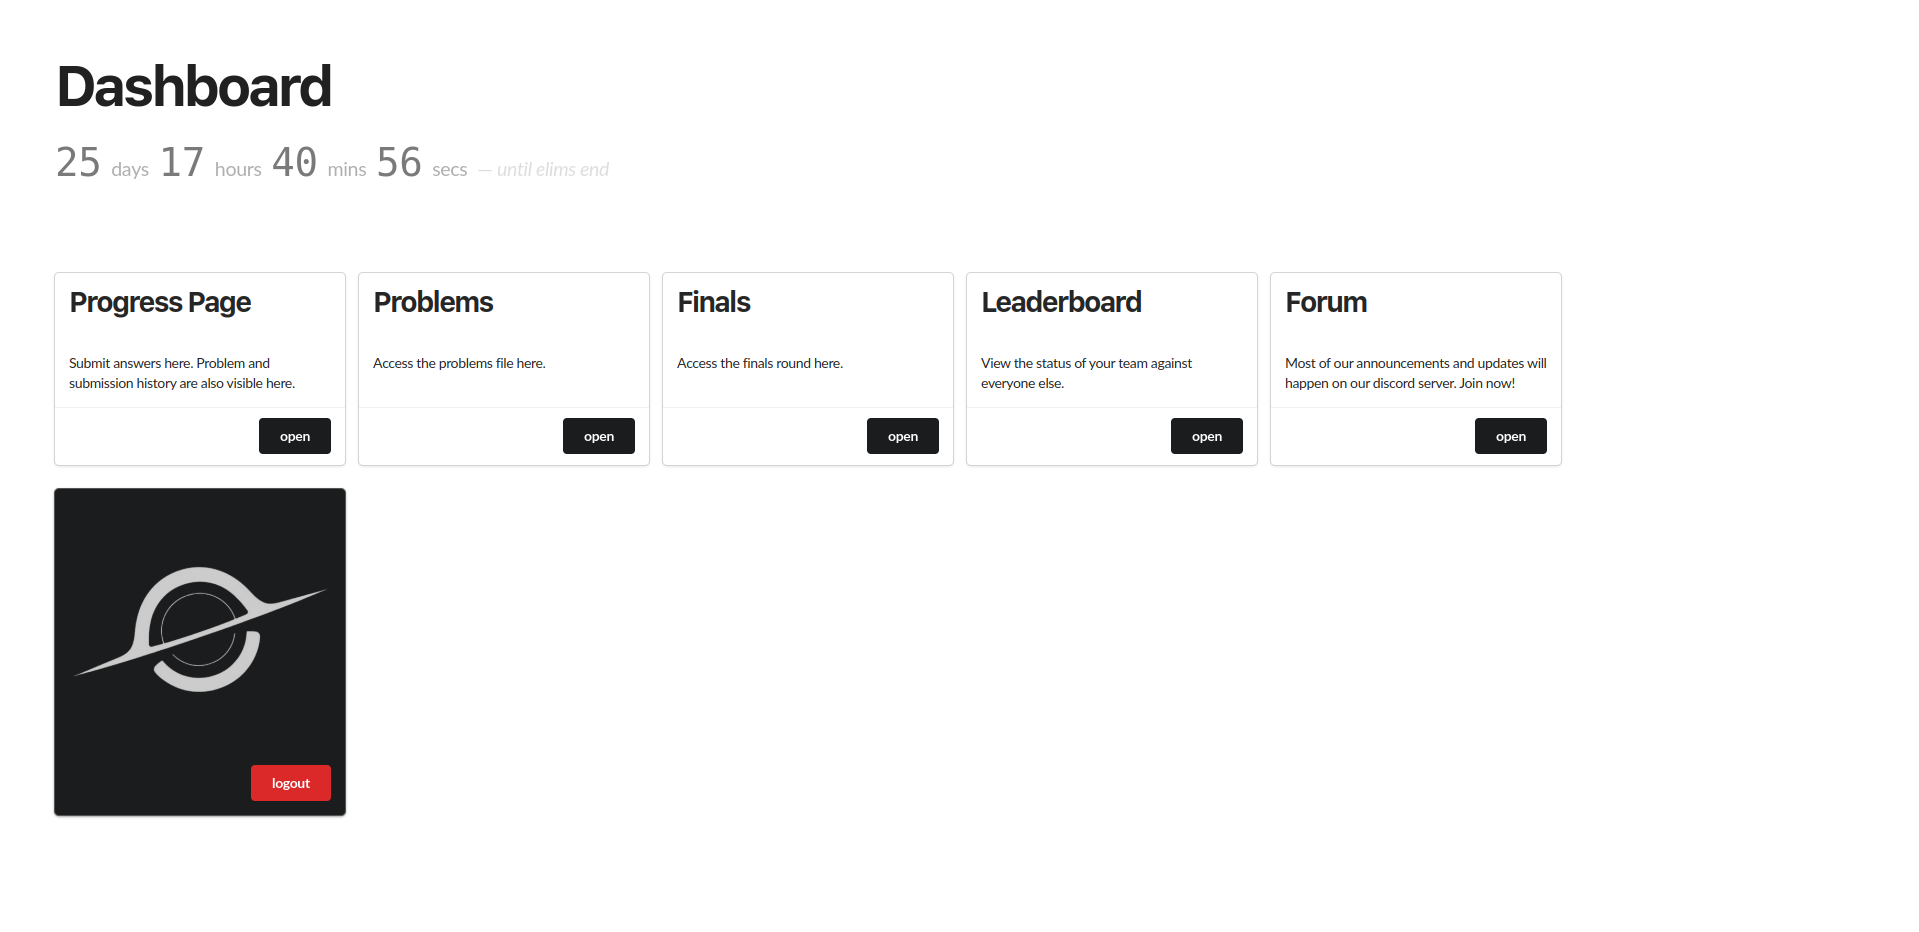 Dashboard
25 days 17 hours 40 mins 56 secs — until elims end
Progress Page
Submit answers here. Problem and
submission history are also visible here.
open
Problems
Access the problems file here.
open
Finals
Access the finals round here.
open
Leaderboard
View the status of your team against
everyone else.
open
Forum
Most of our announcements and updates will
happen on our discord server. Join now!
open
logout